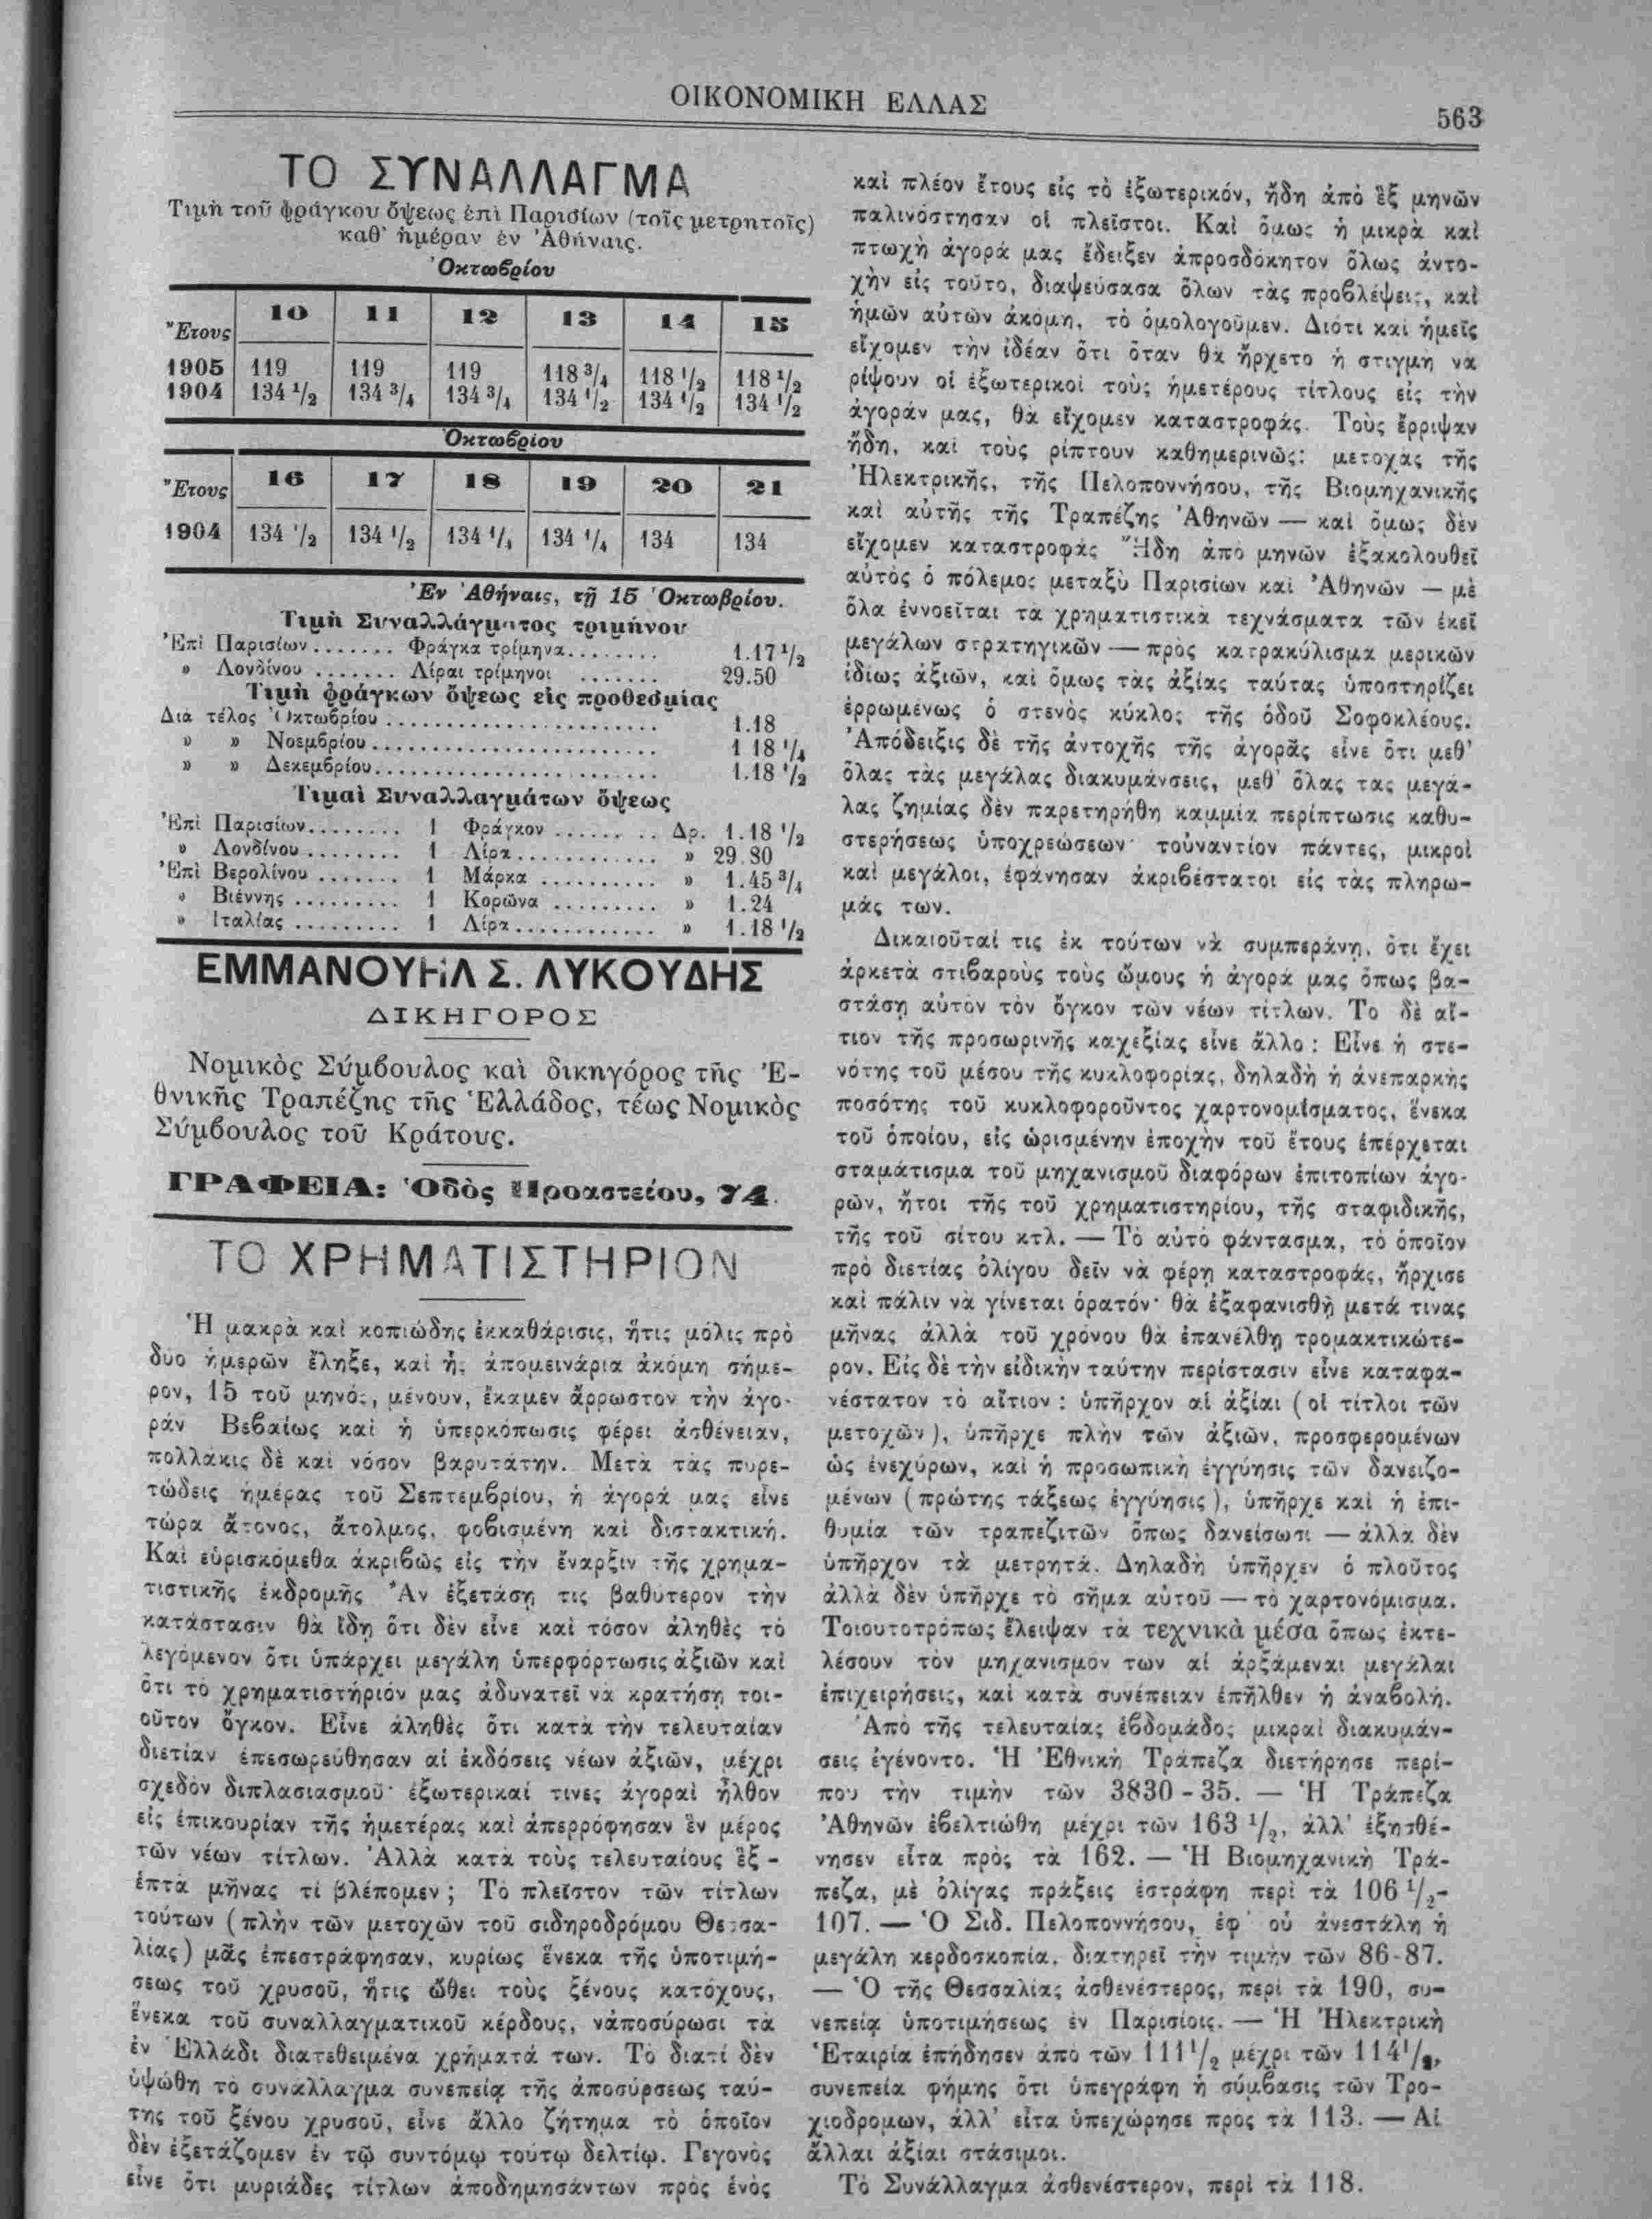 ΟΙΚΟΝΟΜΙΚΗ ΕΛΛΑΣ
563
ΤΟ ΣΥΝΑΛΛΑΓΜΑ
Τιμὴ τοῦ φράγκου ὄψεως ἐπὶ Παρισίων (τοῖς μετρητοῖς)
καθ' ἡμέραν ἐν Ἀθήναις.
Ὀκτωβρίου
Ἔτους 10 11 12 13 14 15
1905 119 119 119 118 3/4 118 1/2 118 1/2
1904 134 1/2 134 3/4 134 3/4 134 1/2 134 1/2 134 1/2
Ὀκτωβρίου
Ἔτους 16 17 18 19 20 21
1904 134 1/2 134 1/2 134 1/4 134 1/4 134 134
Ἐν Ἀθήναις, τῇ 15 Ὀκτωβρίου.
Τιμὴ Συναλλάγματος τριμήνου
Ἐπὶ Παρισίων ....... Φράγκα τρίμηνα ........ 1.17 1/2
» Λονδίνου ....... Λίραι τρίμηνοι ....... 29.50
Τιμὴ φράγκων ὄψεως εἰς προθεσμίας
Διὰ τέλος Ὀκτωβρίου ........................ 1.18
» » Νοεμβρίου ........................ 1 18 1/4
» » Δεκεμβρίου ........................ 1.18 1/2
Τιμαὶ Συναλλαγμάτων ὄψεως
Ἐπὶ Παρισίων ........ 1 Φράγκον ......... Δρ. 1.18 1/2
» Λονδίνου ........ 1 Λίρα ............ » 29.80
Ἐπὶ Βερολίνου ....... 1 Μάρκα .......... » 1.45 3/4
» Βιέννης ......... 1 Κορῶνα ......... » 1.24
» Ἰταλίας ......... 1 Λίρα ............ » 1.18 1/2
ΕΜΜΑΝΟΥΗΛ Σ. ΛΥΚΟΥΔΗΣ
ΔΙΚΗΓΟΡΟΣ
Νομικὸς Σύμβουλος καὶ δικηγόρος τῆς Ἐ-
θνικῆς Τραπέζης τῆς Ἑλλάδος, τέως Νομικὸς
Σύμβουλος τοῦ Κράτους.
ΓΡΑΦΕΙΑ: Ὁδὸς Προαστείου, 74.
ΤΟ ΧΡΗΜΑΤΙΣΤΗΡΙΟΝ
Ἡ μακρὰ καὶ κοπιώδης ἐκκαθάρισις, ἥτις μόλις πρὸ
δύο ἡμερῶν ἔληξε, καὶ ἧς ἀπομεινάρια ἀκόμη σήμε-
ρον, 15 τοῦ μηνός, μένουν, ἔκαμεν ἄρρωστον τὴν ἀγο-
ράν Βεβαίως καὶ ἡ ὑπερκόπωσις φέρει ἀσθένειαν,
πολλάκις δὲ καὶ νόσον βαρυτάτην. Μετὰ τὰς πυρε-
τώδεις ἡμέρας τοῦ Σεπτεμβρίου, ἡ ἀγορά μας εἶνε
τώρα ἄτονος, ἄτολμος, φοβισμένη καὶ διστακτική.
Καὶ εὑρισκόμεθα ἀκριβῶς εἰς τὴν ἔναρξιν τῆς χρημα-
τιστικῆς ἐκδρομῆς Ἂν ἐξετάσῃ τις βαθύτερον τὴν
κατάστασιν θὰ ἴδῃ ὅτι δὲν εἶνε καὶ τόσον ἀληθὲς τὸ
λεγόμενον ὅτι ὑπάρχει μεγάλη ὑπερφόρτωσις ἀξιῶν καὶ
ὅτι τὸ χρηματιστήριόν μας ἀδυνατεῖ νὰ κρατήσῃ τοι-
οῦτον ὄγκον. Εἶνε ἀληθὲς ὅτι κατὰ τὴν τελευταίαν
διετίαν ἐπεσωρεύθησαν αἱ ἐκδόσεις νέων ἀξιῶν, μέχρι
σχεδὸν διπλασιασμοῦ· ἐξωτερικαί τινες ἀγοραὶ ἦλθον
εἰς ἐπικουρίαν τῆς ἡμετέρας καὶ ἀπερρόφησαν ἓν μέρος
τῶν νέων τίτλων. Ἀλλὰ κατὰ τοὺς τελευταίους ἓξ -
ἑπτὰ μῆνας τί βλέπομεν; Τὸ πλεῖστον τῶν τίτλων
τούτων (πλὴν τῶν μετοχῶν τοῦ σιδηροδρόμου Θεσσα-
λίας) μᾶς ἐπεστράφησαν, κυρίως ἕνεκα τῆς ὑποτιμή-
σεως τοῦ χρυσοῦ, ἥτις ὤθει τοὺς ξένους κατόχους,
ἕνεκα τοῦ συναλλαγματικοῦ κέρδους, νἀποσύρωσι τὰ
ἐν Ἑλλάδι διατεθειμένα χρήματά των. Τὸ διατί δὲν
ὑψώθη τὸ συνάλλαγμα συνεπείᾳ τῆς ἀποσύρσεως ταύ-
της τοῦ ξένου χρυσοῦ, εἶνε ἄλλο ζήτημα τὸ ὁποῖον
δὲν ἐξετάζομεν ἐν τῷ συντόμῳ τούτῳ δελτίῳ. Γεγονὸς
εἶνε ὅτι μυριάδες τίτλων ἀποδημησάντων πρὸς ἑνὸς
καὶ πλέον ἔτους εἰς τὸ ἐξωτερικόν, ἤδη ἀπὸ ἓξ μηνῶν
παλινόστησαν οἱ πλεῖστοι. Καὶ ὅμως ἡ μικρὰ καὶ
πτωχὴ ἀγορά μας ἔδειξεν ἀπροσδόκητον ὅλως ἀντο-
χὴν εἰς τοῦτο, διαψεύσασα ὅλων τὰς προβλέψεις, καὶ
ἡμῶν αὐτῶν ἀκόμη, τὸ ὁμολογοῦμεν. Διότι καὶ ἡμεῖς
εἴχομεν τὴν ἰδέαν ὅτι ὅταν θὰ ἤρχετο ἡ στιγμὴ να
ρίψουν οἱ ἐξωτερικοὶ τοὺς ἡμετέρους τίτλους εἰς τὴν
ἀγοράν μας, θὰ εἴχομεν καταστροφάς. Τοὺς ἔρριψαν
ἤδη, καὶ τοὺς ρίπτουν καθημερινῶς: μετοχὰς τῆς
Ἠλεκτρικῆς, τῆς Πελοποννήσου, τῆς Βιομηχανικῆς
καὶ αὐτῆς τῆς Τραπέζης Ἀθηνῶν — καὶ ὅμως δὲν
εἴχομεν καταστροφάς Ἤδη ἀπὸ μηνῶν ἐξακολουθεῖ
αὐτὸς ὁ πόλεμος μεταξὺ Παρισίων καὶ Ἀθηνῶν — μὲ
ὅλα ἐννοεῖται τὰ χρηματιστικὰ τεχνάσματα τῶν ἐκεῖ
μεγάλων στρατηγικῶν — πρὸς κατρακύλισμα μερικῶν
ἰδίως ἀξιῶν, καὶ ὅμως τὰς ἀξίας ταύτας ὑποστηρίζει
ἐρρωμένως ὁ στενὸς κύκλος τῆς ὁδοῦ Σοφοκλέους.
Ἀπόδειξις δὲ τῆς ἀντοχῆς τῆς ἀγορᾶς εἶνε ὅτι μεθ'
ὅλας τὰς μεγάλας διακυμάνσεις, μεθ' ὅλας τας μεγά-
λας ζημίας δὲν παρετηρήθη καμμία περίπτωσις καθυ-
στερήσεως ὑποχρεώσεων· τοὐναντίον πάντες, μικροὶ
καὶ μεγάλοι, ἐφάνησαν ἀκριβέστατοι εἰς τὰς πληρω-
μάς των.
Δικαιοῦταί τις ἐκ τούτων νὰ συμπεράνῃ, ὅτι ἔχει
ἀρκετὰ στιβαροὺς τοὺς ὤμους ἡ ἀγορά μας ὅπως βα-
στάσῃ αὐτὸν τὸν ὄγκον τῶν νέων τίτλων. Το δὲ αἴ-
τιον τῆς προσωρινῆς καχεξίας εἶνε ἄλλο: Εἶνε ἡ στε-
νότης τοῦ μέσου τῆς κυκλοφορίας, δηλαδὴ ἡ ἀνεπαρκὴς
ποσότης τοῦ κυκλοφοροῦντος χαρτονομίσματος, ἕνεκα
τοῦ ὁποίου, εἰς ὡρισμένην ἐποχὴν τοῦ ἔτους ἐπέρχεται
σταμάτισμα τοῦ μηχανισμοῦ διαφόρων ἐπιτοπίων ἀγο-
ρῶν, ἤτοι τῆς τοῦ χρηματιστηρίου, τῆς σταφιδικῆς,
τῆς τοῦ σίτου κτλ. — Τὸ αὐτὸ φάντασμα, τὸ ὁποῖον
πρὸ διετίας ὀλίγου δεῖν νὰ φέρῃ καταστροφάς, ἤρχισε
καὶ πάλιν νὰ γίνεται ὁρατόν· θὰ ἐξαφανισθῇ μετά τινας
μῆνας ἀλλὰ τοῦ χρόνου θὰ ἐπανέλθῃ τρομακτικώτε-
ρον. Εἰς δὲ τὴν εἰδικὴν ταύτην περίστασιν εἶνε καταφα-
νέστατον τὸ αἴτιον: ὑπῆρχον αἱ ἀξίαι (οἱ τίτλοι τῶν
μετοχῶν), ὑπῆρχε πλὴν τῶν ἀξιῶν, προσφερομένων
ὡς ἐνεχύρων, καὶ ἡ προσωπικὴ ἐγγύησις τῶν δανειζο-
μένων (πρώτης τάξεως ἐγγύησις), ὑπῆρχε καὶ ἡ ἐπι-
θυμία τῶν τραπεζιτῶν ὅπως δανείσωσι — ἀλλὰ δὲν
ὑπῆρχον τὰ μετρητά. Δηλαδὴ ὑπῆρχεν ὁ πλοῦτος
ἀλλὰ δὲν ὑπῆρχε τὸ σῆμα αὐτοῦ — τὸ χαρτονόμισμα.
Τοιουτοτρόπως ἔλειψαν τὰ τεχνικὰ μέσα ὅπως ἐκτε-
λέσουν τὸν μηχανισμόν των αἱ ἀρξάμεναι μεγάλαι
ἐπιχειρήσεις, καὶ κατὰ συνέπειαν ἐπῆλθεν ἡ ἀναβολή.
Ἀπὸ τῆς τελευταίας ἑβδομάδος μικραὶ διακυμάν-
σεις ἐγένοντο. Ἡ Ἐθνικὴ Τράπεζα διετήρησε περί-
που τὴν τιμὴν τῶν 3830 - 35. — Ἡ Τράπεζα
Ἀθηνῶν ἐβελτιώθη μέχρι τῶν 163 1/2, ἀλλ' ἐξησθέ-
νησεν εἶτα πρὸς τὰ 162. — Ἡ Βιομηχανικὴ Τρά-
πεζα, μὲ ὀλίγας πράξεις ἐστράφη περὶ τὰ 106 1/2-
107. — Ὁ Σιδ. Πελοποννήσου, ἐφ' οὗ ἀνεστάλη ἡ
μεγάλη κερδοσκοπία, διατηρεῖ τὴν τιμὴν τῶν 86-87.
— Ὁ τῆς Θεσσαλίας ἀσθενέστερος, περὶ τὰ 190, συ-
νεπείᾳ ὑποτιμήσεως ἐν Παρισίοις. — Ἡ Ἠλεκτρικὴ
Ἑταιρία ἐπήδησεν ἀπὸ τῶν 111 1/2 μέχρι τῶν 114 1/2,
συνεπεία φήμης ὅτι ὑπεγράφη ἡ σύμβασις τῶν Τρο-
χιοδρομων, ἀλλ' εἶτα ὑπεχώρησε πρὸς τὰ 113. — Αἱ
ἄλλαι ἀξίαι στάσιμοι.
Τὸ Συνάλλαγμα ἀσθενέστερον, περὶ τὰ 118.